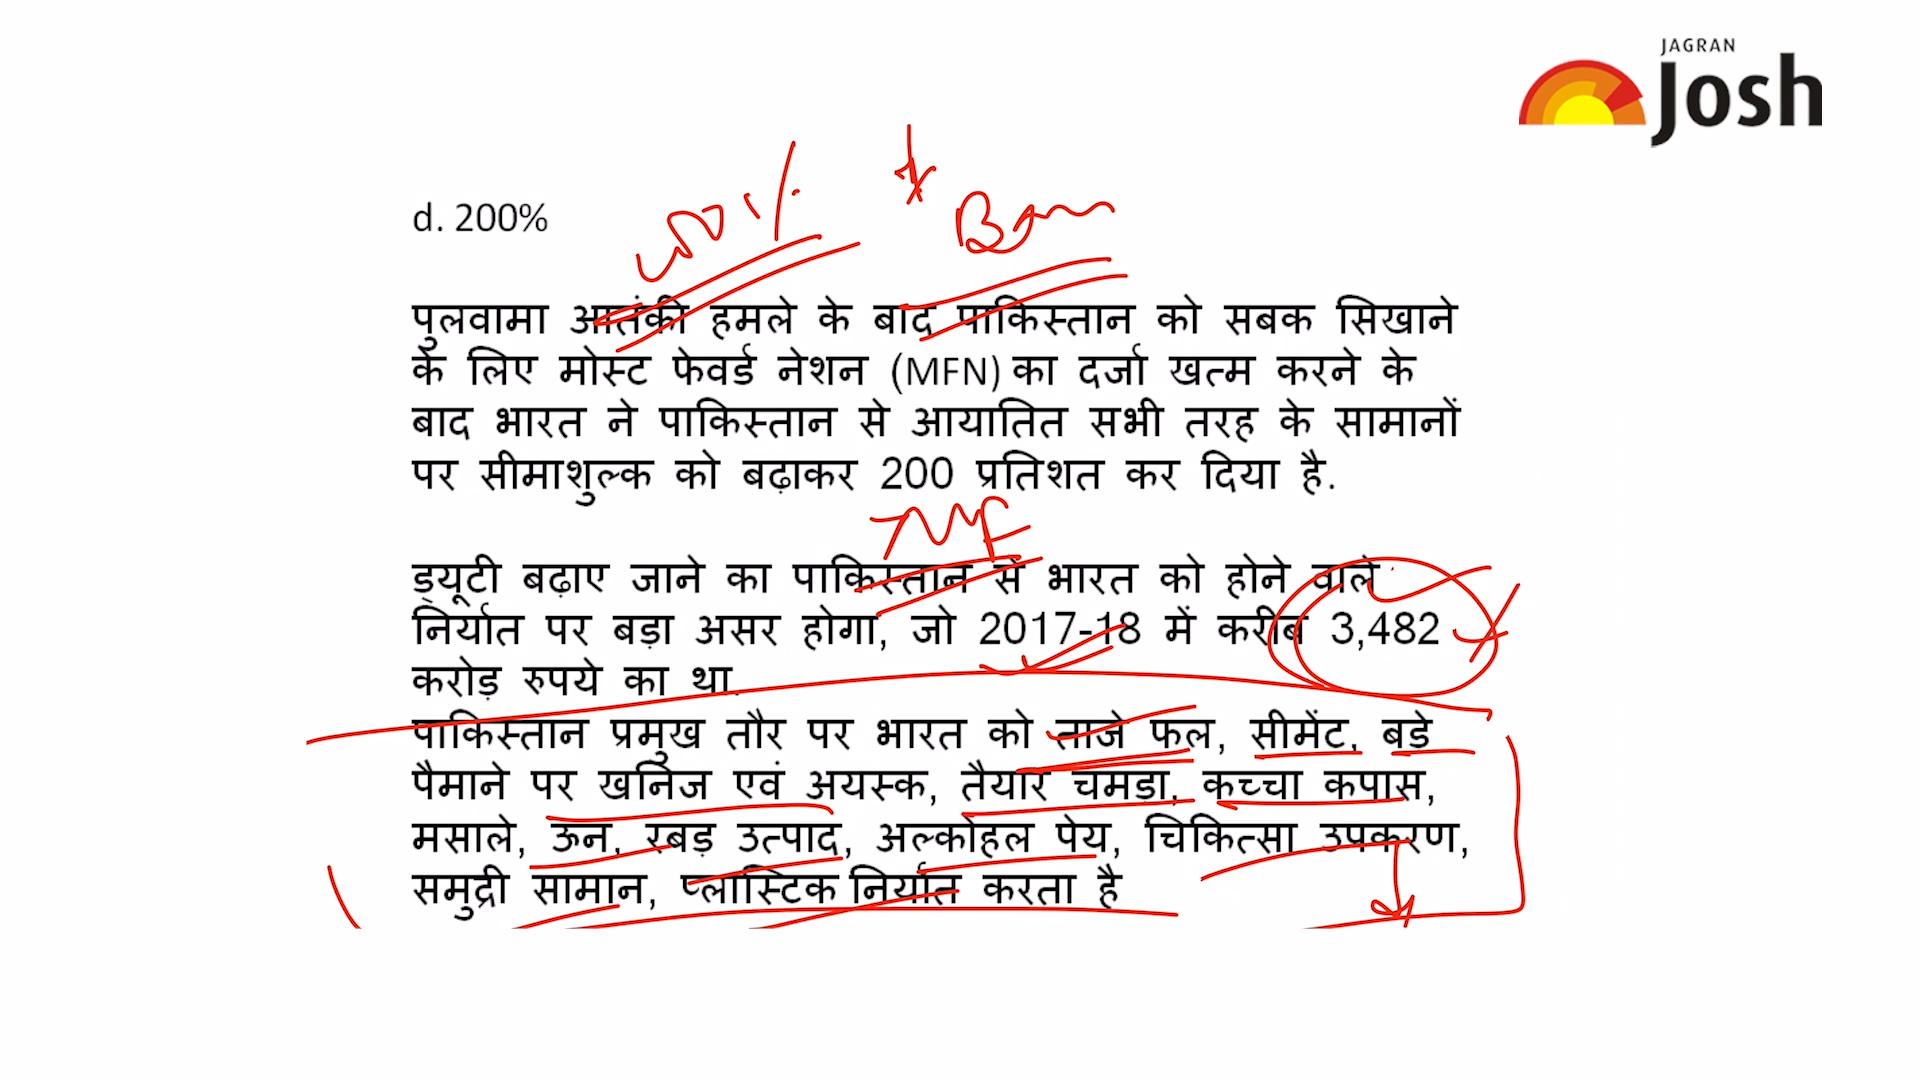 JAGRAN
Josh
d. 200%
पुलवामा आतंकी हमले के बाद पाकिस्तान को सबक सिखाने
के लिए मोस्ट फेवर्ड नेशन (MFN) का दर्जा खत्म करने के
बाद भारत ने पाकिस्तान से आयातित सभी तरह के सामानों
पर सीमाशुल्क को बढ़ाकर 200 प्रतिशत कर दिया है.
ड्यूटी बढ़ाए जाने का पाकिस्तान से भारत को होने वाले
निर्यात पर बड़ा असर होगा, जो 2017-18 में करीब 3,482
करोड़ रुपये का था.
पाकिस्तान प्रमुख तौर पर भारत को ताजे फल, सीमेंट, बड़े
पैमाने पर खनिज एवं अयस्क, तैयार चमड़ा, कच्चा कपास,
मसाले, ऊन, रबड़ उत्पाद, अल्कोहल पेय, चिकित्सा उपकरण,
समुद्री सामान, प्लास्टिक निर्यात करता है